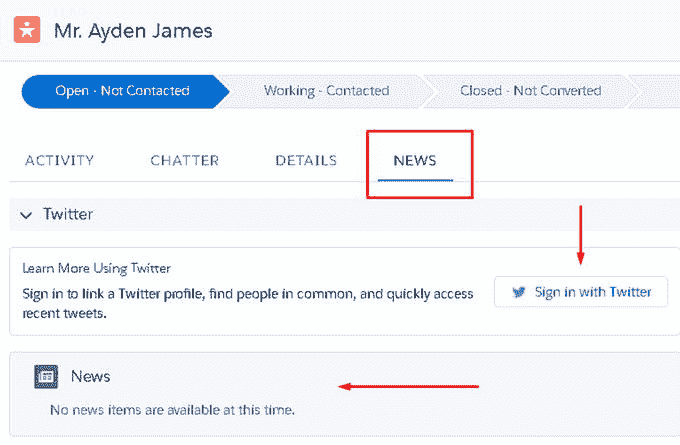 Mr. Ayden James
Open - Not Contacted
Working - Contacted
Closed - Not Converted
ACTIVITY
CHATTER
DETAILS
NEWS
Twitter
Learn More Using Twitter
Sign in to link a Twitter profile, find people in common, and quickly access
recent tweets.
Sign in with Twitter
News
No news items are available at this time.